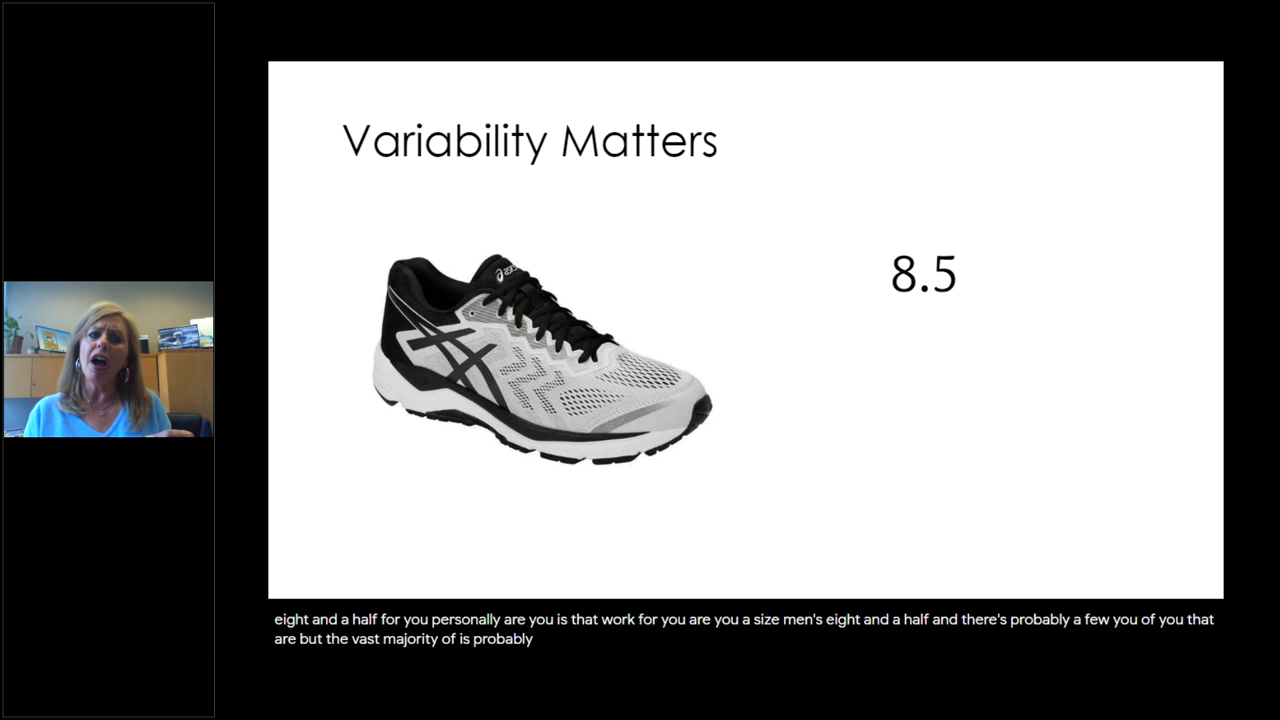 Variability Matters
asics
8.5
eight and a half for you personally are you is that work for you are you a size men's eight and a half and there's probably a few you of you that
are but the vast majority of is probably